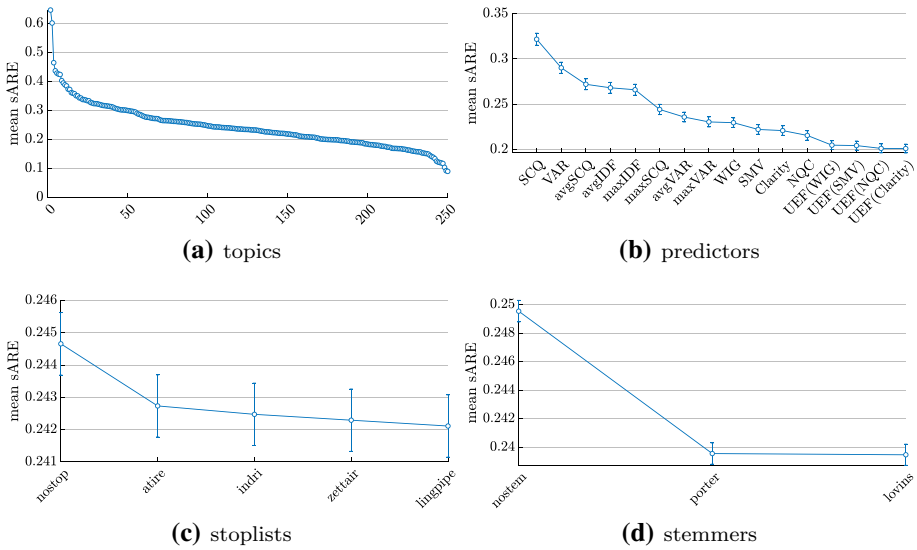 mean sARE
0.6
0.5
0.4
0.3
0.2
0.1
0
0
50
100
150
200
250
(a) topics
mean sARE
0.35
0.3
0.25
0.2
SCQ
VAR
avgSCQ
avgIDF
maxIDF
maxSCQ
avgVAR
maxVAR
WIG
SMV
Clarity
NQC
UEF(WIG)
UEF(SMV)
UEF(NQC)
UEF(Clarity)
(b) predictors
mean sARE
0.246
0.245
0.244
0.243
0.242
0.241
nostop
atire
indri
zettair
lingpipe
(c) stoplists
mean sARE
0.25
0.248
0.246
0.244
0.242
0.24
nostem
porter
lovins
(d) stemmers